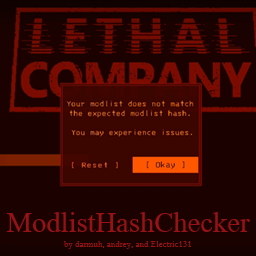 LETHAL
COMPANY
Your modlist does not match
the expected modlist hash.
You may experience issues.
[ Reset ] [ Okay ]
ModlistHashChecker
by darmuh, andrey, and Electric131